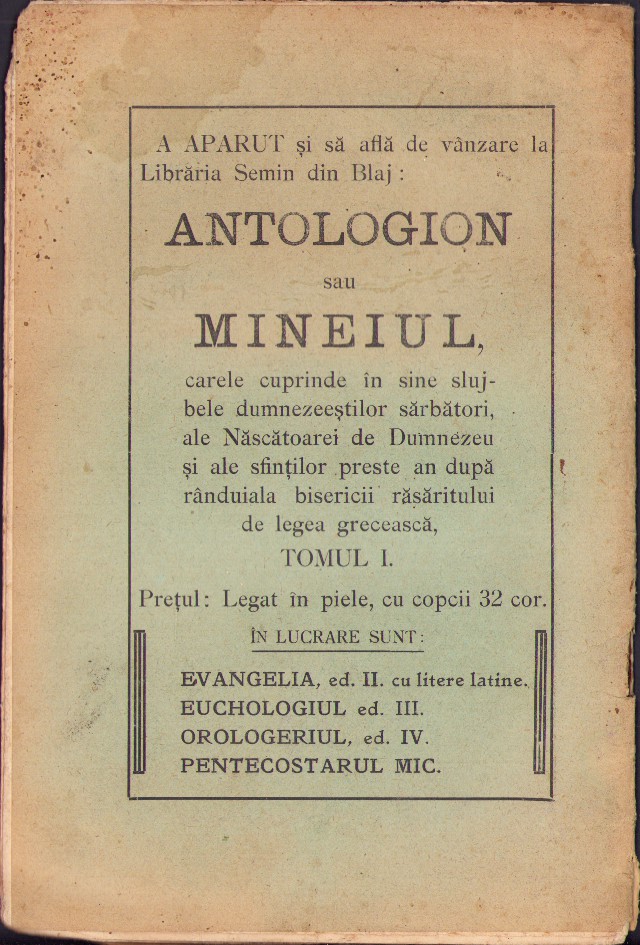 A APARUT și să află de vânzare la
Librăria Semin din Blaj :
ANTOLOGION
sau
MINEIUL,
carele cuprinde în sine sluj-
bele dumnezeeștilor sărbători,
ale Născătoarei de Dumnezeu
și ale sfinților preste an după
rânduiala bisericii răsăritului
de legea grecească,
TOMUL I.
Prețul: Legat în piele, cu copcii 32 cor.
ÎN LUCRARE SUNT:
EVANGELIA, ed. II. cu litere latine.
EUCHOLOGIUL ed. III.
OROLOGERIUL, ed. IV.
PENTECOSTARUL MIC.